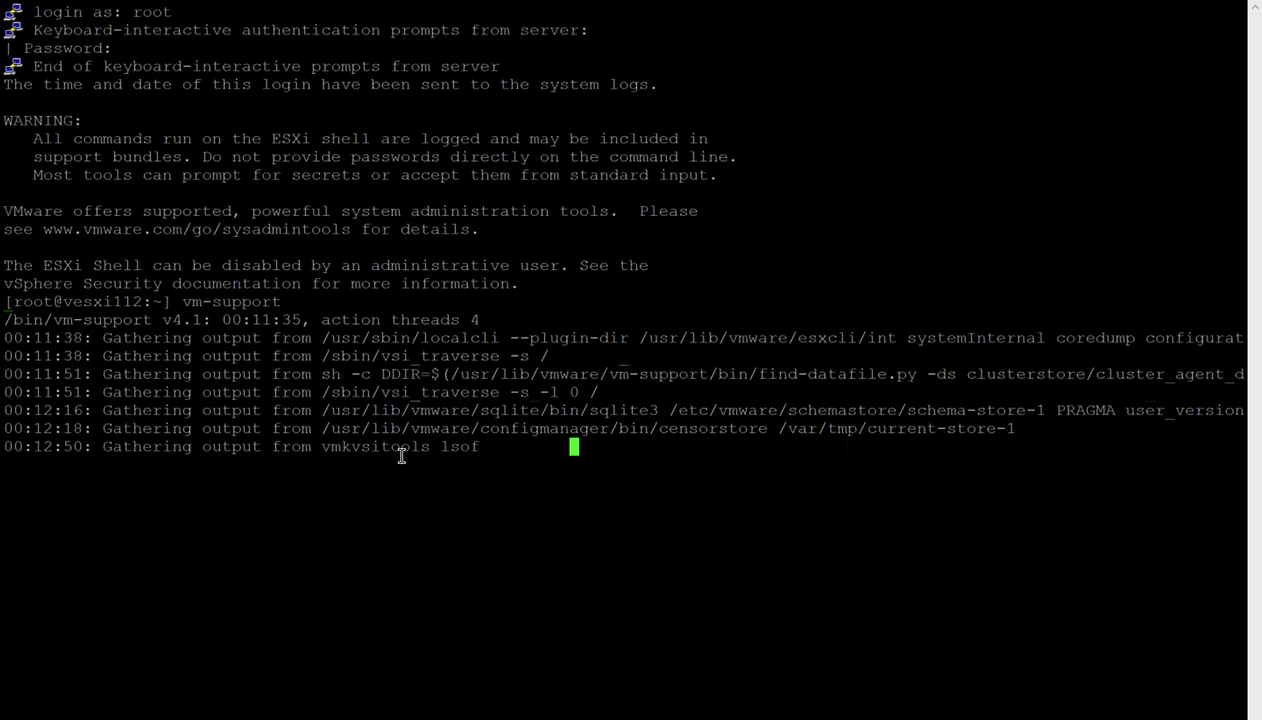 login as: root
Keyboard-interactive authentication prompts from server:
| Password:
End of keyboard-interactive prompts from server
The time and date of this login have been sent to the system logs.
WARNING:
All commands run on the ESXi shell are logged and may be included in
support bundles. Do not provide passwords directly on the command line.
Most tools can prompt for secrets or accept them from standard input.
VMware offers supported, powerful system administration tools.  Please
see www.vmware.com/go/sysadmintools for details.
The ESXi Shell can be disabled by an administrative user. See the
vSphere Security documentation for more information.
[root@vesxi112:~] vm-support
/bin/vm-support v4.1: 00:11:35, action threads 4
00:11:38: Gathering output from /usr/sbin/localcli --plugin-dir /usr/lib/vmware/esxcli/int systemInternal coredump configurat
00:11:38: Gathering output from /sbin/vsi_traverse -s /
00:11:51: Gathering output from sh -c DDIR=$(/usr/lib/vmware/vm-support/bin/find-datafile.py -ds clusterstore/cluster_agent_d
00:11:51: Gathering output from /sbin/vsi_traverse -s -l 0 /
00:12:16: Gathering output from /usr/lib/vmware/sqlite/bin/sqlite3 /etc/vmware/schemastore/schema-store-1 PRAGMA user_version
00:12:18: Gathering output from /usr/lib/vmware/configmanager/bin/censorstore /var/tmp/current-store-1
00:12:50: Gathering output from vmkvsitools lsof